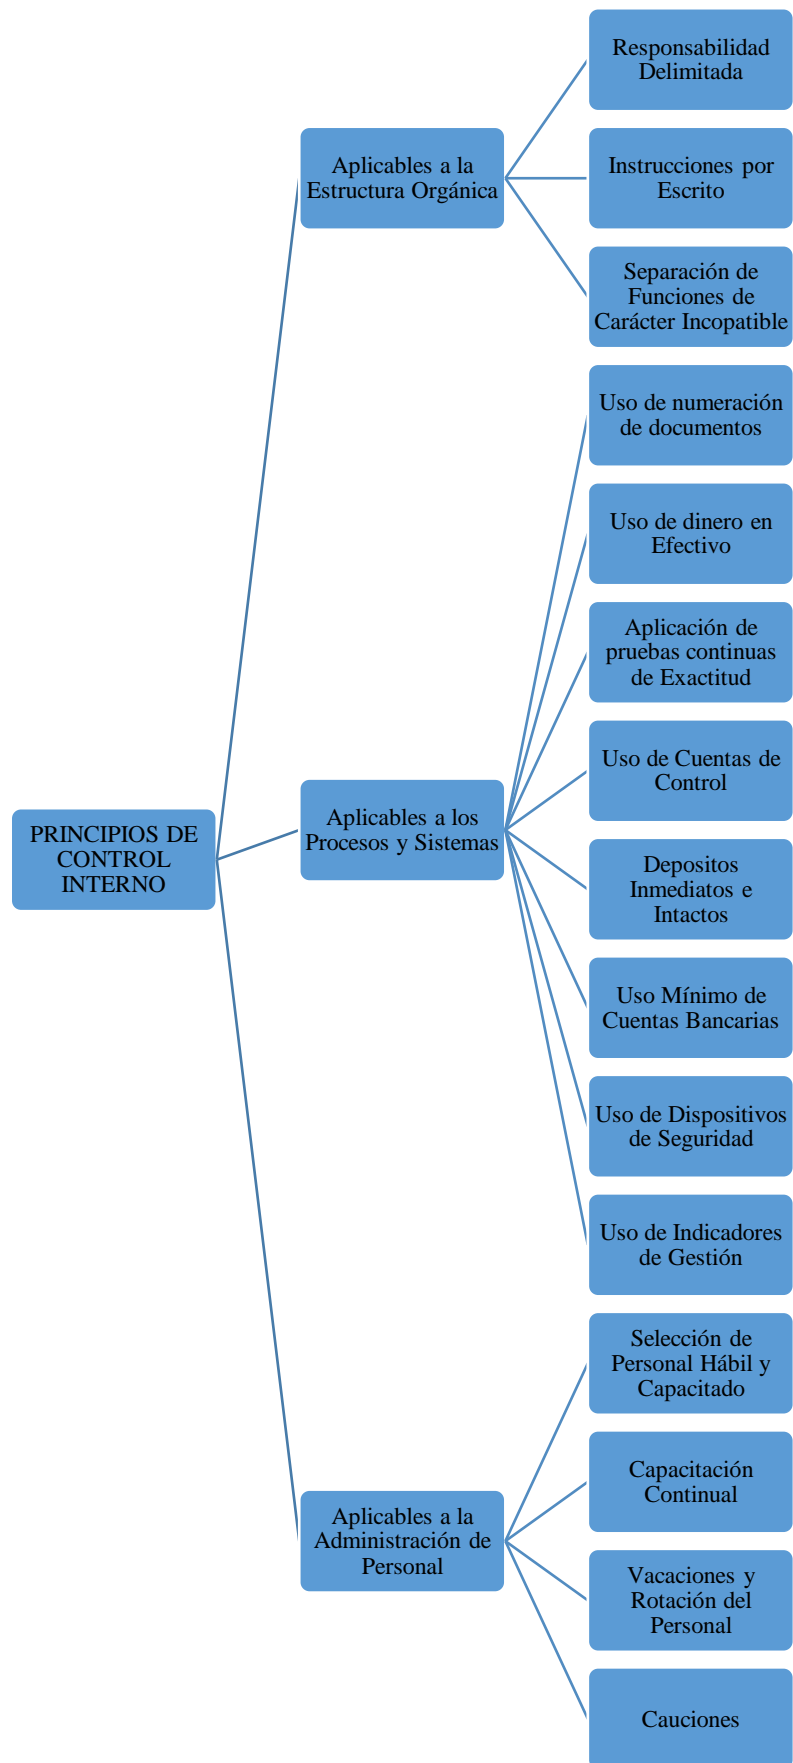 Responsabilidad
Delimitada
Aplicables a la
Estructura Orgánica
Instrucciones por
Escrito
Separación de
Funciones de
Carácter Incopatible
Uso de numeración
de documentos
Uso de dinero en
Efectivo
Aplicación de
pruebas continuas
de Exactitud
Uso de Cuentas de
Control
PRINCIPIOS DE
CONTROL
INTERNO
Aplicables a los
Procesos y Sistemas
Depositos
Inmediatos e
Intactos
Uso Mínimo de
Cuentas Bancarias
Uso de Dispositivos
de Seguridad
Uso de Indicadores
de Gestión
Selección de
Personal Hábil y
Capacitado
Capacitación
Continual
Aplicables a la
Administración de
Personal
Vacaciones y
Rotación del
Personal
Cauciones